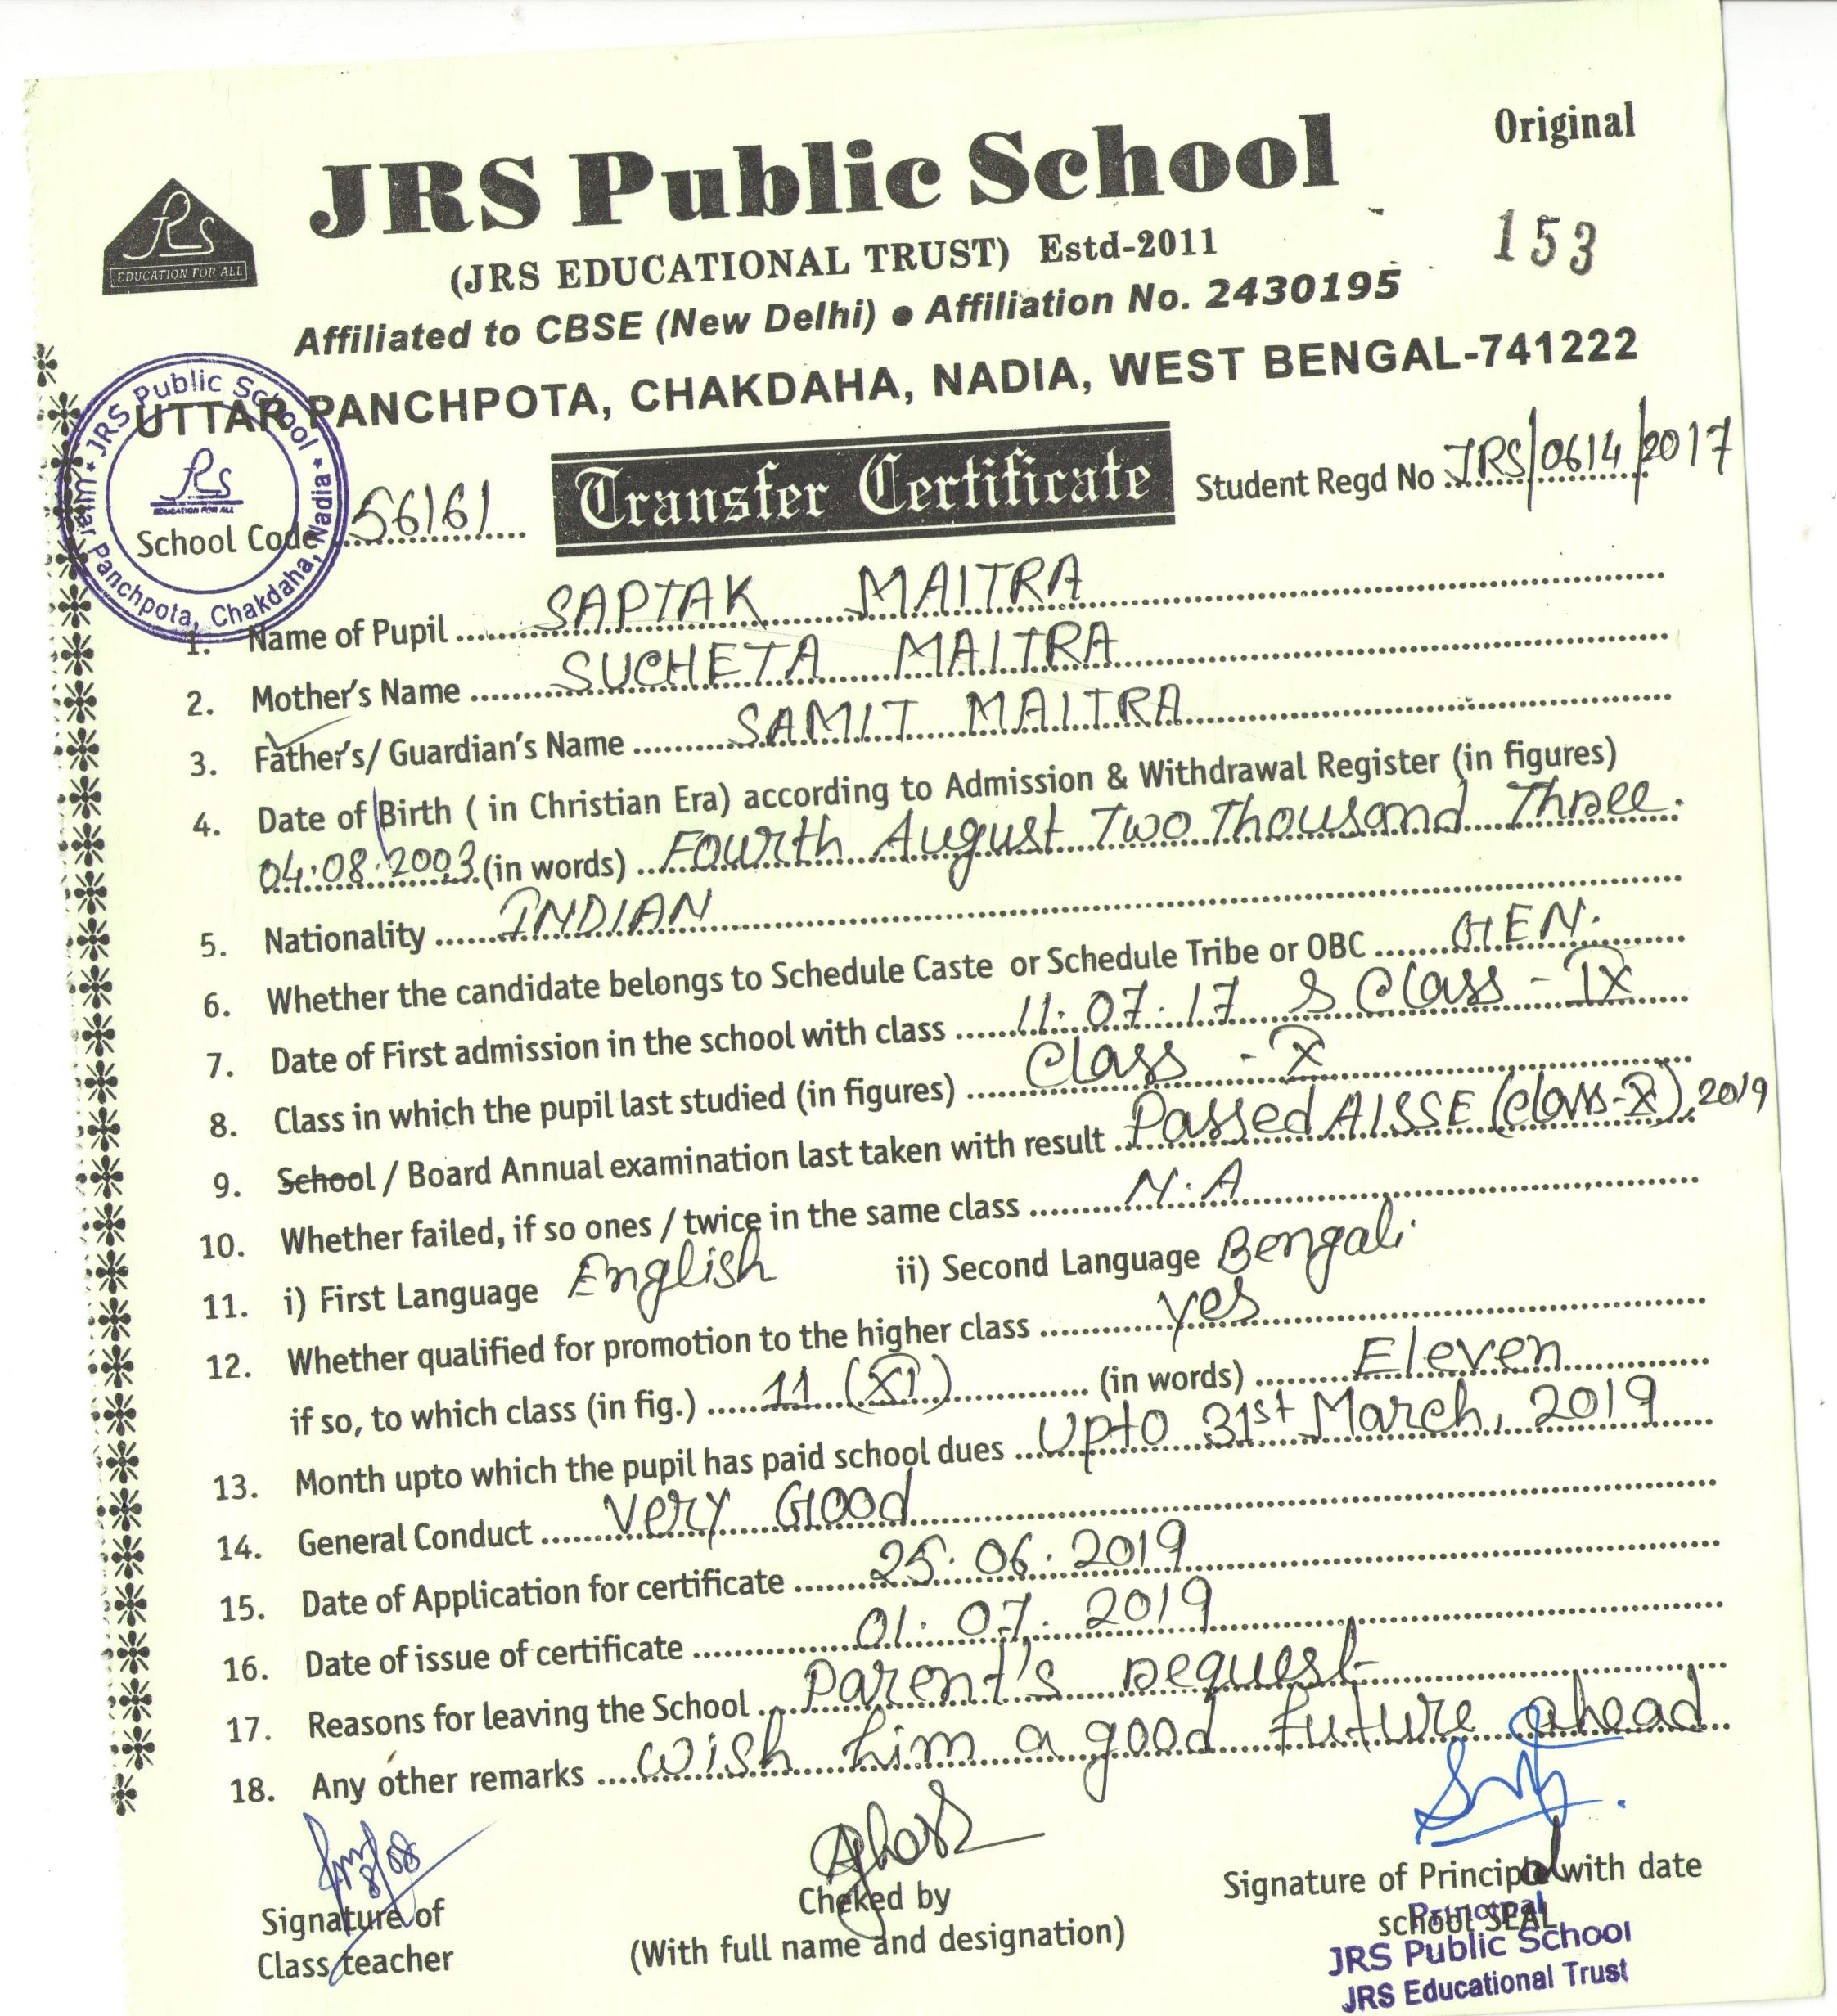 Original
JRS Public School
JRS
EDUCATION FOR ALL
(JRS EDUCATIONAL TRUST) Estd-2011
153
Affiliated to CBSE (New Delhi) ● Affiliation No. 2430195
UTTAR PANCHPOTA, CHAKDAHA, NADIA, WEST BENGAL-741222
JRS Public School * Uttar Panchpota, Chakdaha, Nadia *
JRS
EDUCATION FOR ALL
School Code 56161 Transfer Certificate Student Regd No JRS/0614/2017
1. Name of Pupil SAPTAK MAITRA
2. Mother's Name SUCHETA MAITRA
3. Father's/ Guardian's Name SAMIT MAITRA
4. Date of Birth ( in Christian Era) according to Admission & Withdrawal Register (in figures)
04.08.2003 (in words) Fourth August Two Thousand Three.
5. Nationality INDIAN
6. Whether the candidate belongs to Schedule Caste or Schedule Tribe or OBC GEN.
7. Date of First admission in the school with class 11.07.17 & Class - IX
8. Class in which the pupil last studied (in figures) Class - X
9. School / Board Annual examination last taken with result Passed AISSE (Class-X), 2019
10. Whether failed, if so ones / twice in the same class N.A
11. i) First Language English ii) Second Language Bengali
12. Whether qualified for promotion to the higher class yes
if so, to which class (in fig.) 11 (XI) (in words) Eleven
13. Month upto which the pupil has paid school dues Upto 31st March, 2019
14. General Conduct Very Good
15. Date of Application for certificate 25.06.2019
16. Date of issue of certificate 01.07.2019
17. Reasons for leaving the School Parent's request
18. Any other remarks Wish him a good future ahead
Signature of
Class teacher
Cheked by
(With full name and designation)
Signature of Principal with date
school SEAL
Principal
JRS Public School
JRS Educational Trust